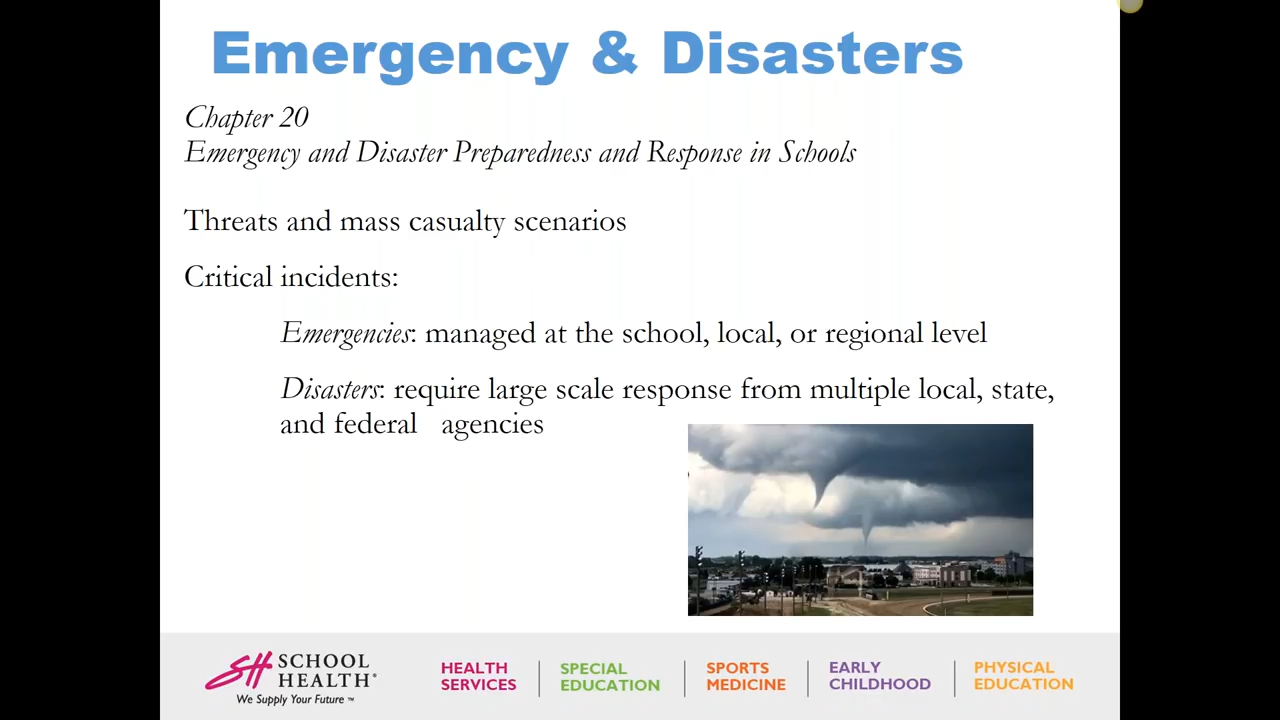 Emergency & Disasters
Chapter 20
Emergency and Disaster Preparedness and Response in Schools
Threats and mass casualty scenarios
Critical incidents:
Emergencies: managed at the school, local, or regional level
Disasters: require large scale response from multiple local, state,
and federal agencies
SH SCHOOL
HEALTH®
We Supply Your Future™
HEALTH
SERVICES
SPECIAL
EDUCATION
SPORTS
MEDICINE
EARLY
CHILDHOOD
PHYSICAL
EDUCATION